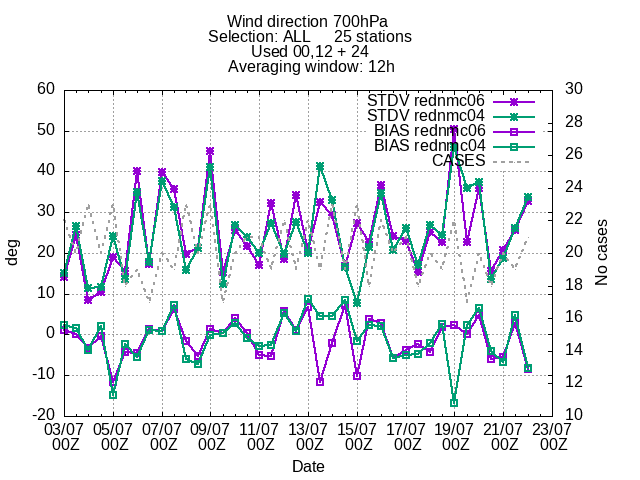 Wind direction 700hPa
Selection: ALL 25 stations
Used 00,12 + 24
Averaging window: 12h
STDV rednmc06
STDV rednmc04
BIAS rednmc06
BIAS rednmc04
CASES
60
50
40
30
20
10
0
-10
-20
deg
30
28
26
24
22
20
18
16
14
12
10
No cases
03/07 05/07 07/07 09/07 11/07 13/07 15/07 17/07 19/07 21/07 23/07
00Z 00Z 00Z 00Z 00Z 00Z 00Z 00Z 00Z 00Z 00Z
Date